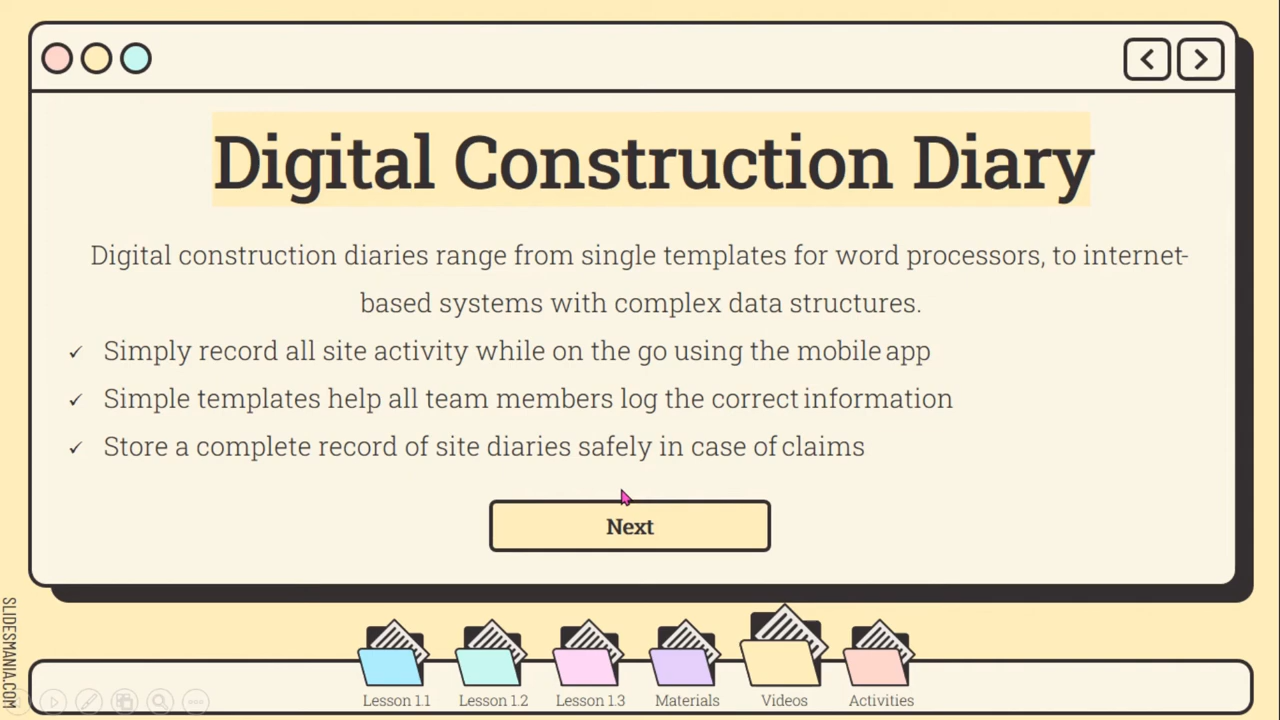 Digital Construction Diary
Digital construction diaries range from single templates for word processors, to internet-
based systems with complex data structures.
✓ Simply record all site activity while on the go using the mobile app
✓ Simple templates help all team members log the correct information
✓ Store a complete record of site diaries safely in case of claims
Next
SLIDESMANIA.COM
Lesson 1.1
Lesson 1.2
Lesson 1.3
Materials
Videos
Activities